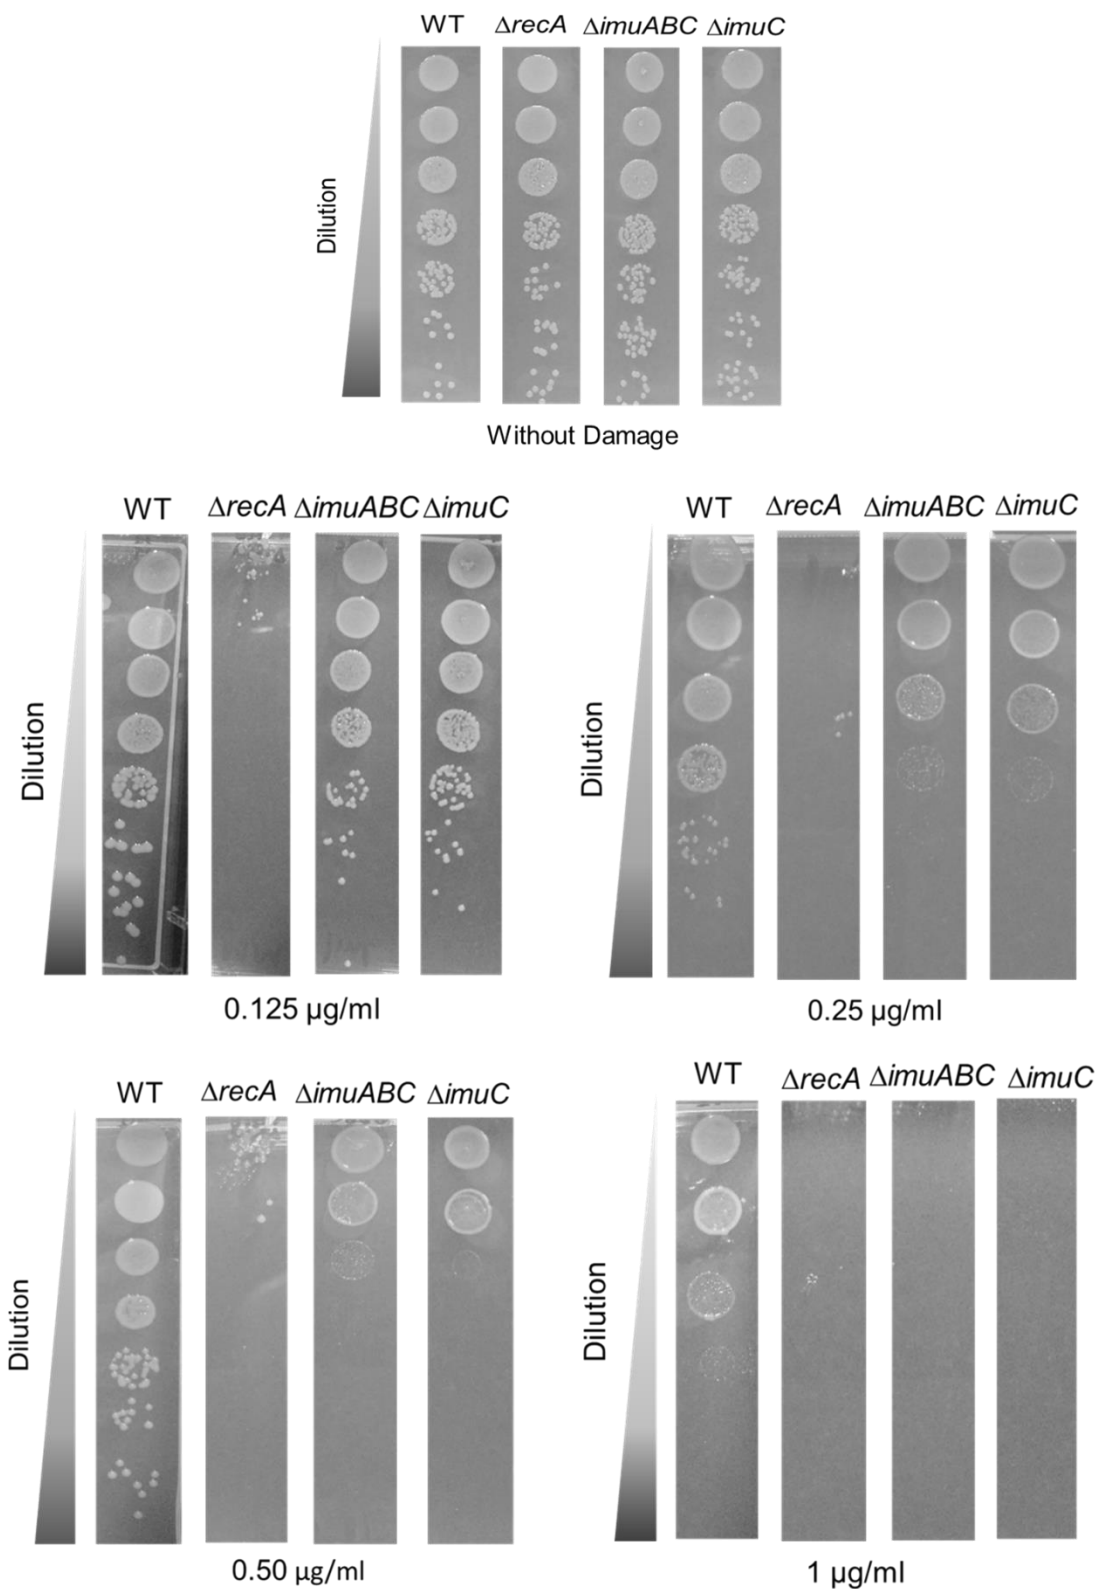 WT ΔrecA ΔimuABC ΔimuC
Dilution
Without Damage
WT ΔrecA ΔimuABC ΔimuC
Dilution
0.125 µg/ml
WT ΔrecA ΔimuABC ΔimuC
Dilution
0.25 µg/ml
WT ΔrecA ΔimuABC ΔimuC
Dilution
0.50 µg/ml
WT ΔrecA ΔimuABC ΔimuC
Dilution
1 µg/ml